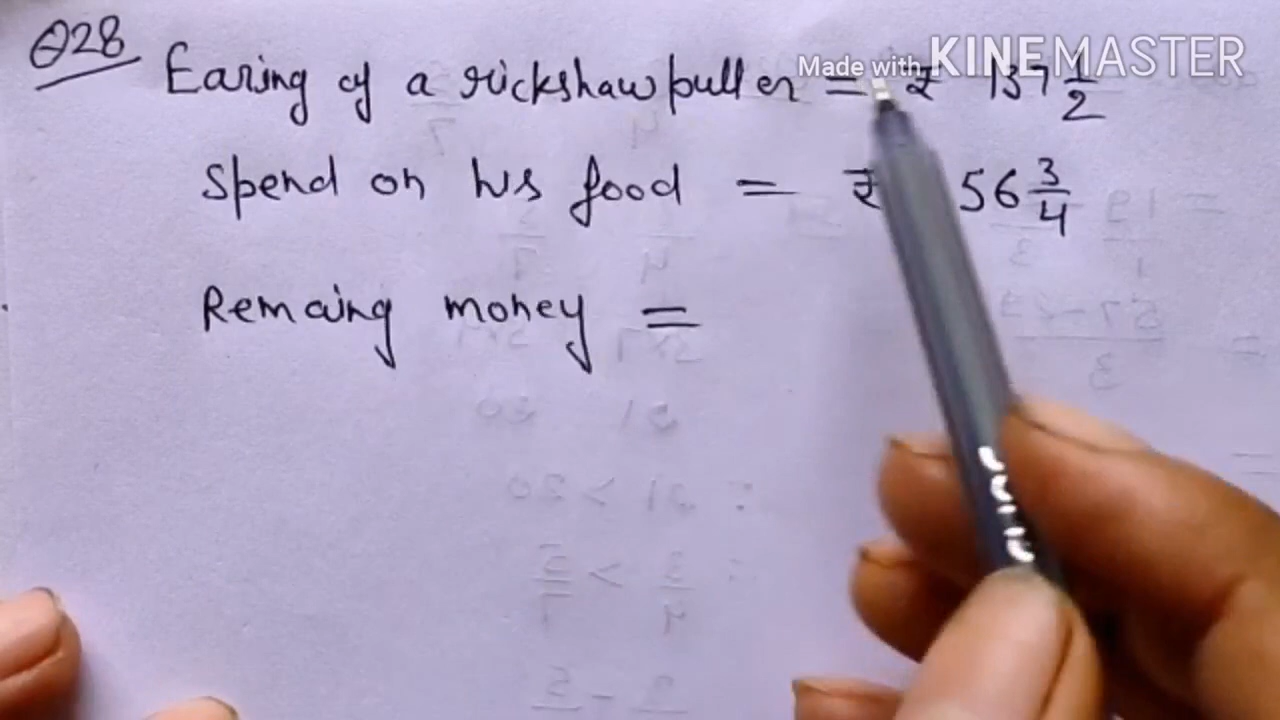 Q28 Earing of a rickshaw puller = ₹ 137 1/2
Made with KINEMASTER
Spend on his food = ₹ 56 3/4
Remaing money =